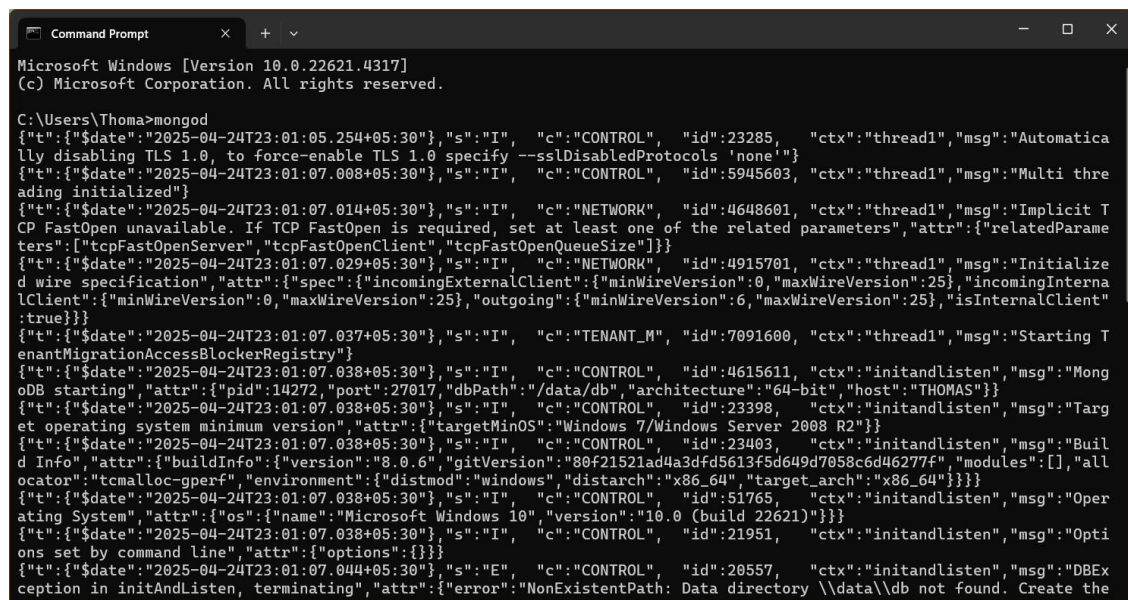 Command Prompt
Microsoft Windows [Version 10.0.22621.4317]
(c) Microsoft Corporation. All rights reserved.
C:\Users\Thoma>mongod
{"t":{"$date":"2025-04-24T23:01:05.254+05:30"},"s":"I",  "c":"CONTROL",  "id":23285,   "ctx":"thread1","msg":"Automatica
lly disabling TLS 1.0, to force-enable TLS 1.0 specify --sslDisabledProtocols 'none'"}
{"t":{"$date":"2025-04-24T23:01:07.008+05:30"},"s":"I",  "c":"CONTROL",  "id":5945603, "ctx":"thread1","msg":"Multi thre
ading initialized"}
{"t":{"$date":"2025-04-24T23:01:07.014+05:30"},"s":"I",  "c":"NETWORK",  "id":4648601, "ctx":"thread1","msg":"Implicit T
CP FastOpen unavailable. If TCP FastOpen is required, set at least one of the related parameters","attr":{"relatedParame
ters":["tcpFastOpenServer","tcpFastOpenClient","tcpFastOpenQueueSize"]}}
{"t":{"$date":"2025-04-24T23:01:07.029+05:30"},"s":"I",  "c":"NETWORK",  "id":4915701, "ctx":"thread1","msg":"Initialize
d wire specification","attr":{"spec":{"incomingExternalClient":{"minWireVersion":0,"maxWireVersion":25},"incomingInterna
lClient":{"minWireVersion":0,"maxWireVersion":25},"outgoing":{"minWireVersion":6,"maxWireVersion":25},"isInternalClient"
:true}}}
{"t":{"$date":"2025-04-24T23:01:07.037+05:30"},"s":"I",  "c":"TENANT_M", "id":7091600, "ctx":"thread1","msg":"Starting T
enantMigrationAccessBlockerRegistry"}
{"t":{"$date":"2025-04-24T23:01:07.038+05:30"},"s":"I",  "c":"CONTROL",  "id":4615611, "ctx":"initandlisten","msg":"Mong
oDB starting","attr":{"pid":14272,"port":27017,"dbPath":"/data/db","architecture":"64-bit","host":"THOMAS"}}
{"t":{"$date":"2025-04-24T23:01:07.038+05:30"},"s":"I",  "c":"CONTROL",  "id":23398,   "ctx":"initandlisten","msg":"Targ
et operating system minimum version","attr":{"targetMinOS":"Windows 7/Windows Server 2008 R2"}}
{"t":{"$date":"2025-04-24T23:01:07.038+05:30"},"s":"I",  "c":"CONTROL",  "id":23403,   "ctx":"initandlisten","msg":"Buil
d Info","attr":{"buildInfo":{"version":"8.0.6","gitVersion":"80f21521ad4a3dfd5613f5d649d7058c6d46277f","modules":[],"all
ocator":"tcmalloc-gperf","environment":{"distmod":"windows","distarch":"x86_64","target_arch":"x86_64"}}}}
{"t":{"$date":"2025-04-24T23:01:07.038+05:30"},"s":"I",  "c":"CONTROL",  "id":51765,   "ctx":"initandlisten","msg":"Oper
ating System","attr":{"os":{"name":"Microsoft Windows 10","version":"10.0 (build 22621)"}}}
{"t":{"$date":"2025-04-24T23:01:07.038+05:30"},"s":"I",  "c":"CONTROL",  "id":21951,   "ctx":"initandlisten","msg":"Opti
ons set by command line","attr":{"options":{}}}
{"t":{"$date":"2025-04-24T23:01:07.044+05:30"},"s":"E",  "c":"CONTROL",  "id":20557,   "ctx":"initandlisten","msg":"DBEx
ception in initAndListen, terminating","attr":{"error":"NonExistentPath: Data directory \\data\\db not found. Create the